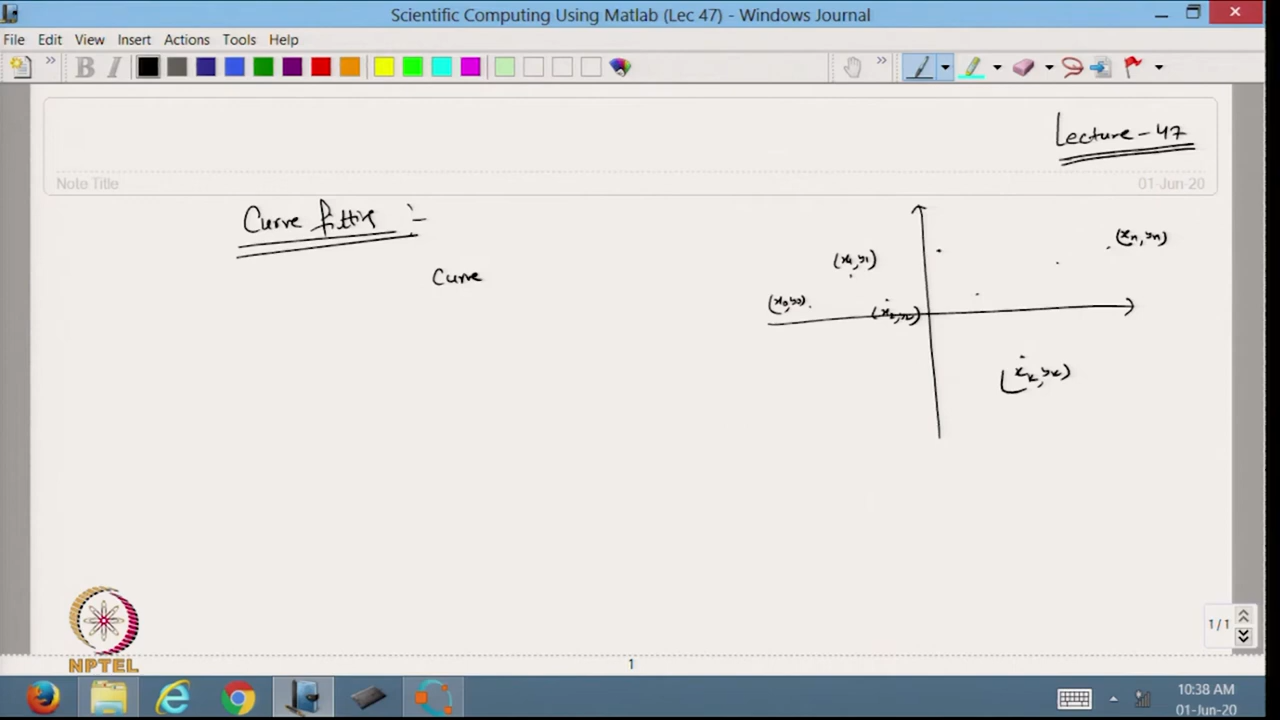 Scientific Computing Using Matlab (Lec 47) - Windows Journal
File Edit View Insert Actions Tools Help
Lecture-47
Note Title
01-Jun-20
Curve fitting :-
Curve
(x₁,y₁)
(xₙ,yₙ)
(x₀,y₀)
(x₂,y₂)
(xₖ,yₖ)
1/1
NPTEL
1
10:38 AM
01-Jun-20